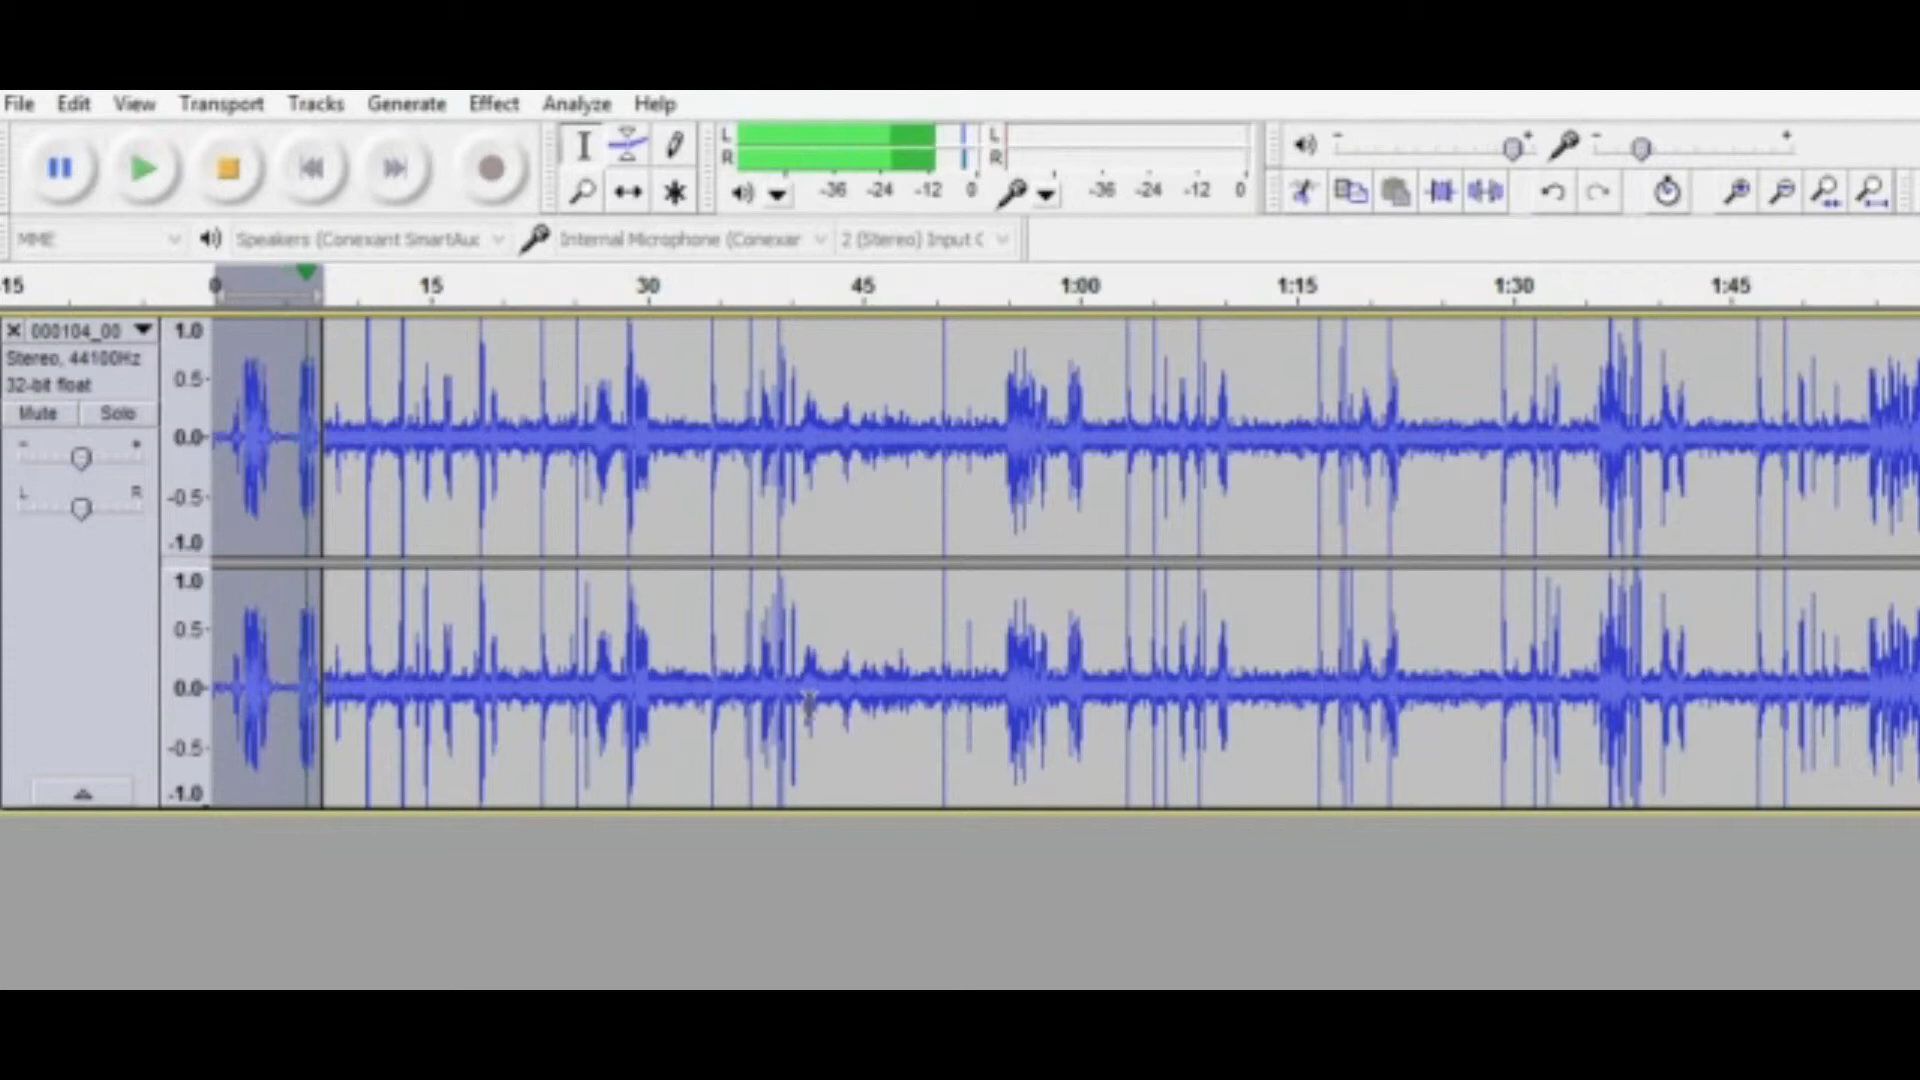 File Edit View Transport Tracks Generate Effect Analyze Help
L
R
-36 -24 -12 0
L
R
-36 -24 -12 0
- +
- +
MME
Speakers (Conexant SmartAuc
Internal Microphone (Conexar
2 (Stereo) Input C
15 0 15 30 45 1:00 1:15 1:30 1:45
000104_00
Stereo, 44100Hz
32-bit float
Mute Solo
- +
L R
1.0
0.5-
0.0-
-0.5-
-1.0
1.0
0.5-
0.0-
-0.5-
-1.0